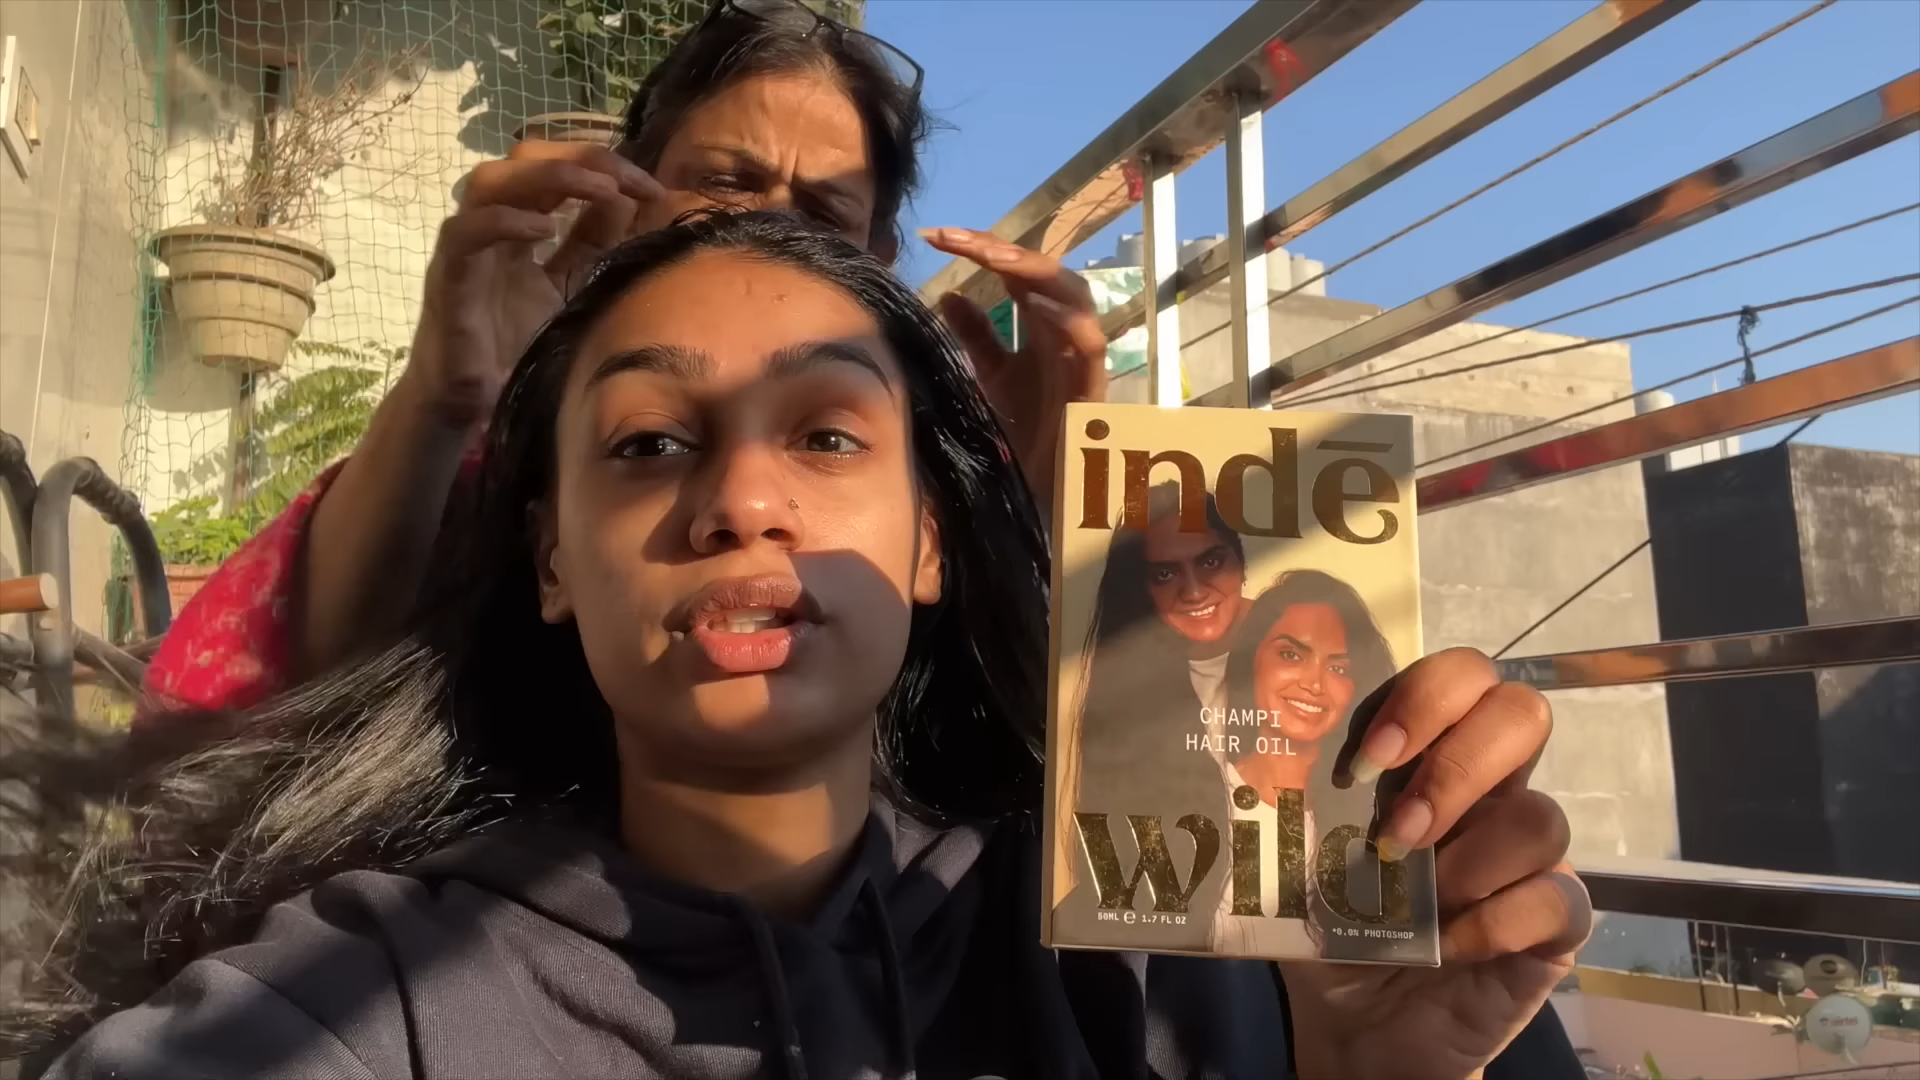 indē
CHAMPI
HAIR OIL
wild
50ML ℮ 1.7 FL OZ
*0.0% PHOTOSHOP